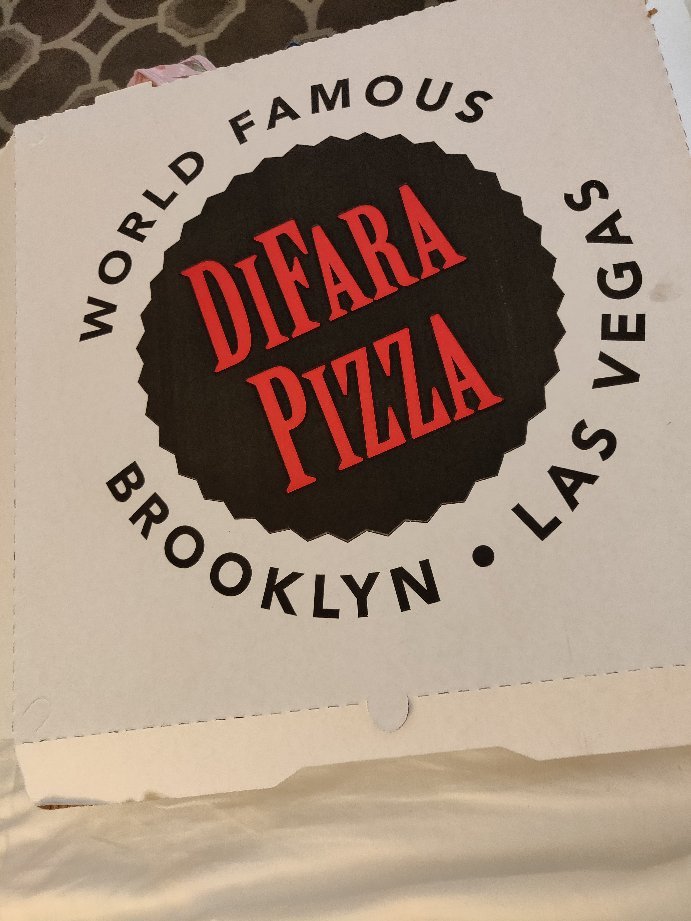 WORLD FAMOUS
DIFARA
PIZZA
BROOKLYN • LAS VEGAS